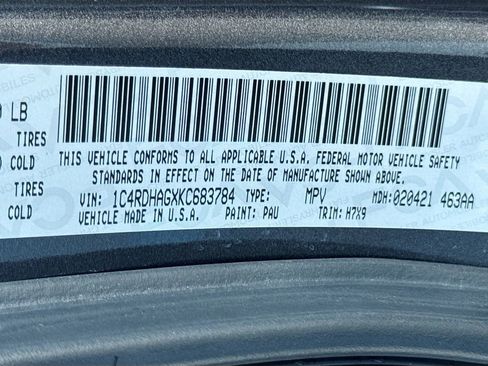 0 LB
TIRES
COLD
TIRES
COLD
THIS VEHICLE CONFORMS TO ALL APPLICABLE U.S.A. FEDERAL MOTOR VEHICLE SAFETY
STANDARDS IN EFFECT ON THE DATE OF MANUFACTURE SHOWN ABOVE.
VIN: 1C4RDHAGXKC683784 TYPE: MPV MDH:020421 463AA
VEHICLE MADE IN U.S.A. PAINT: PAU TRIM: H7X9